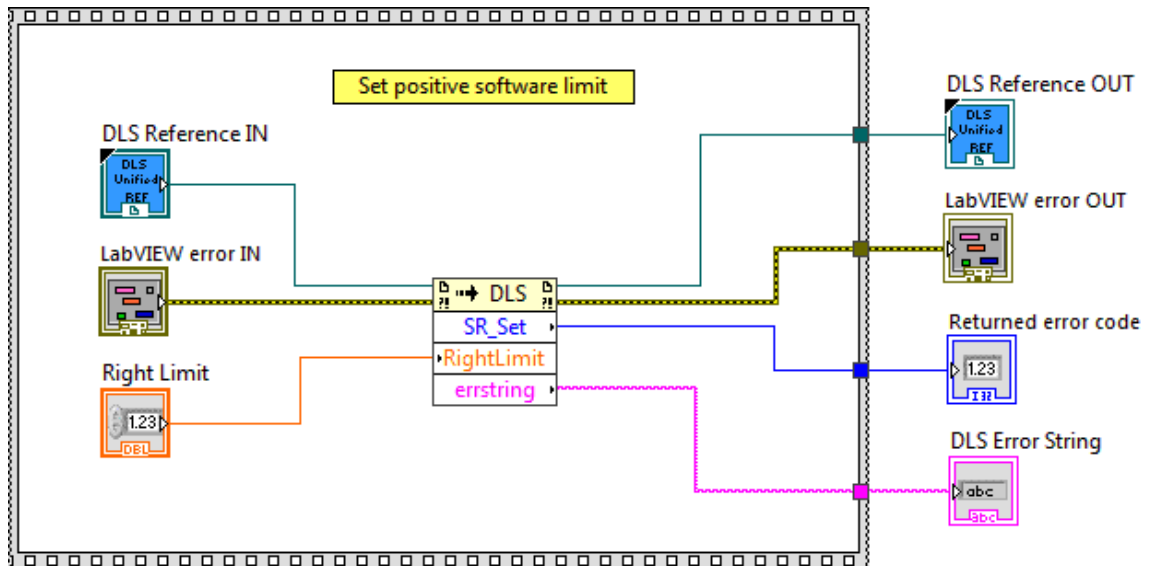 Set positive software limit
DLS Reference IN
DLS
Unified
REF
LabVIEW error IN
Right Limit
1.23
DBL
?! DLS ?!
SR_Set
RightLimit
errstring
DLS Reference OUT
DLS
Unified
REF
LabVIEW error OUT
Returned error code
1.23
I32
DLS Error String
abc
abc